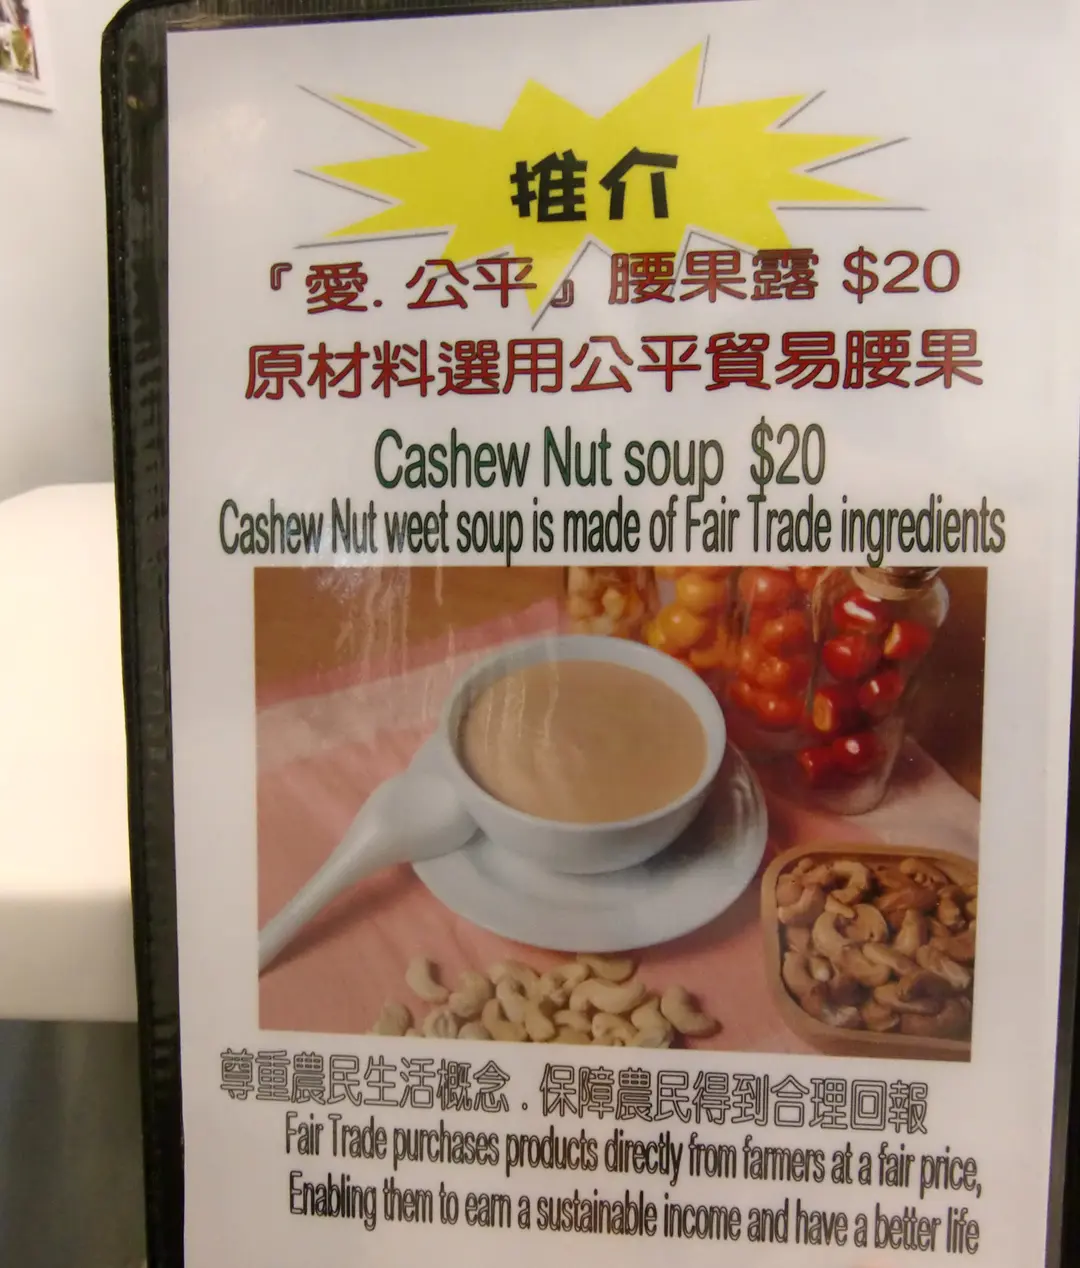 推介
『愛.公平』腰果露 $20
原材料選用公平貿易腰果
Cashew Nut soup $20
Cashew Nut weet soup is made of Fair Trade ingredients
尊重農民生活概念.保障農民得到合理回報
Fair Trade purchases products directly from farmers at a fair price,
Enabling them to earn a sustainable income and have a better life